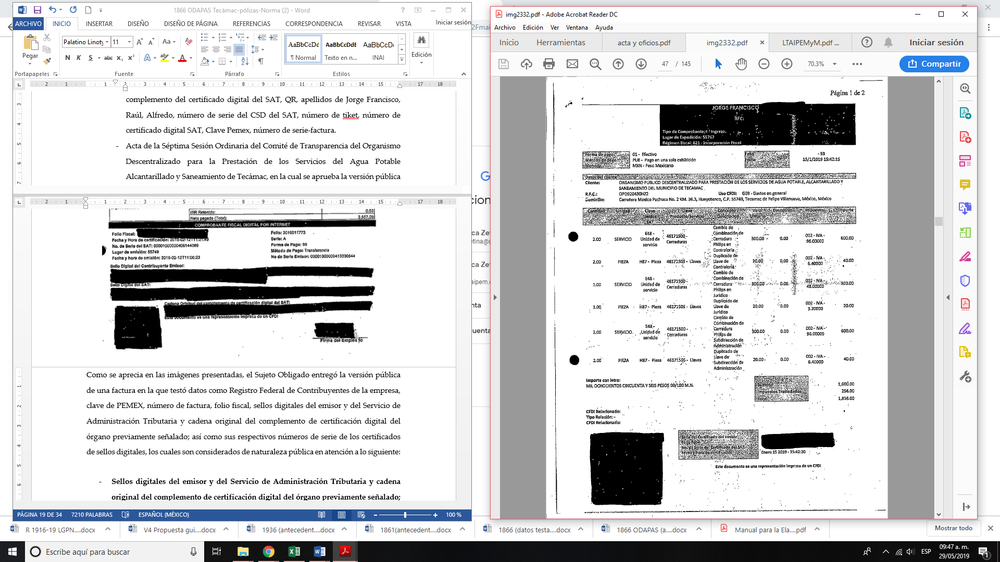 1866 ODAPAS Tecámac-pólizas-Norma (2) - Word
ARCHIVO INICIO INSERTAR DISEÑO DISEÑO DE PÁGINA REFERENCIAS CORRESPONDENCIA REVISAR VISTA Iniciar sesión
Palatino Linoty 11
Pegar
N K S abc x₂ x² A
AaBbCcDd AaBbCcDdE AaBbCcDc
¶ Normal Texto en n... INAI
Edición
Portapapeles Fuente Párrafo Estilos
complemento del certificado digital del SAT, QR, apellidos de Jorge Francisco,
Raúl, Alfredo, número de serie del CSD del SAT, número de tiket, número de
certificado digital SAT, Clave Pemex, número de serie-factura.
- Acta de la Séptima Sesión Ordinaria del Comité de Transparencia del Organismo
Descentralizado para la Prestación de los Servicios del Agua Potable
Alcantarillado y Saneamiento de Tecámac, en la cual se aprueba la versión pública
ISR Retenido: 0.00
Neto pagado (Total): 3,657.09
COMPROBANTE FISCAL DIGITAL POR INTERNET
Folio Fiscal:
Fecha y Hora de certificación: 2019-02-12T11:21:40
No. de Serie del SAT: 00001000000406144089
Lugar de emisión: 55749
Fecha y hora de emisión: 2019-02-12T11:06:23
Folio: 2016011773
Serie: A
Forma de Pago: 99
Método de Pago: Transferencia
No de Serie Emisor: 00001000000413330544
Sello Digital del Contribuyente Emisor:
Sello Digital del SAT:
Cadena Original del complemento de certificación digital del SAT:
Este documento es una representación impresa de un CFDI
Firma del Empleado
Como se aprecia en las imágenes presentadas, el Sujeto Obligado entregó la versión pública
de una factura en la que testó datos como Registro Federal de Contribuyentes de la empresa,
clave de PEMEX, número de factura, folio fiscal, sellos digitales del emisor y del Servicio de
Administración Tributaria y cadena original del complemento de certificación digital del
órgano previamente señalado; así como sus respectivos números de serie de los certificados
de sellos digitales, los cuales son considerados de naturaleza pública en atención a lo siguiente:
- Sellos digitales del emisor y del Servicio de Administración Tributaria y cadena
original del complemento de certificación digital del órgano previamente señalado;
PÁGINA 19 DE 34 7210 PALABRAS ESPAÑOL (MÉXICO) 100 %
img2332.pdf - Adobe Acrobat Reader DC
Archivo Edición Ver Ventana Ayuda
Inicio Herramientas acta y oficios.pdf img2332.pdf × LTAIPEMyM.pdf ... Iniciar sesión
47 / 145 70.3% Compartir
Página 1 de 2
JORGE FRANCISCO
RFC:
Tipo de Comprobante: I - Ingreso
Lugar de Expedición: 55767
Régimen Fiscal: 621 - Incorporación Fiscal
Forma de pago 01 - Efectivo Folio - 93
Método de pago PUE - Pago en una sola exhibición Fecha 15/1/2019 15:42:15
Moneda MXN - Peso Mexicano
Datos del cliente
Cliente: ORGANISMO PUBLICO DESCENTRALIZADO PARA PRESTACIÓN DE LOS SERVICIOS DE AGUA POTABLE, ALCANTARILLADO Y
SANEAMIENTO DEL MUNICIPIO DE TECAMAC
R.F.C.: OPD920430HZ2 Uso CFDI: G03 - Gastos en general
Domicilio: Carretera Mexico Pachuca No. 2 KM. 36.3, Hueyotenco, C.P. 55749, Tecamac de Felipe Villanueva, México, México
Cantidad Unidad Clave Unidad SAT Clave Producto/Servicio Concepto Descripción Valor Unitario Descuentos Impuestos Importe
2.00 SERVICIO E48 - Unidad de servicio 46171500 - Cerraduras Cambio de Combinación de Cerradura Philips en Contraloria 300.00 0.00 002 - IVA - 96.00000 600.00
2.00 PIEZA H87 - Pieza 46171505 - Llaves Duplicado de Llave de Contraloria 20.00 0.00 002 - IVA - 6.40000 40.00
1.00 SERVICIO E48 - Unidad de servicio 46171500 - Cerraduras Cambio de Combinación de Cerradura Philips en Juridico 300.00 0.00 002 - IVA - 48.00000 300.00
1.00 PIEZA H87 - Pieza 46171505 - Llaves Duplicado de Llave de Juridico 20.00 0.00 002 - IVA - 3.20000 20.00
2.00 SERVICIO E48 - Unidad de servicio 46171500 - Cerraduras Cambio de Combinación de Cerradura Philips de Subdirección de Administración 300.00 0.00 002 - IVA - 96.00000 600.00
2.00 PIEZA H87 - Pieza 46171505 - Llaves Duplicado de Llave de Subdirección de Administración 20.00 0.00 002 - IVA - 6.40000 40.00
Importe con letra:
MIL OCHOCIENTOS CINCUENTA Y SEIS PESOS 00/100 M.N.
Subtotal 1,600.00
Impuestos Trasladados 256.00
Total 1,856.00
CFDI Relacionado:
Tipo Relación: -
CFDI Relacionado:
Serie del Certificado del emisor
Folio fiscal
No. de Serie del Certificado del SAT
Fecha y hora de certificación Enero 15 2019 - 15:42:20
Este documento es una representación impresa de un CFDI
R 1916-19 LGPN....docx V4 Propuesta gui....docx 1936 (antecedent....docx 1861(antecedent....docx 1866 (datos testa....docx 1866 ODAPAS (a....docx Manual para la Ela....pdf Mostrar todo
Escribe aquí para buscar
ESP 09:47 a. m.
29/05/2019